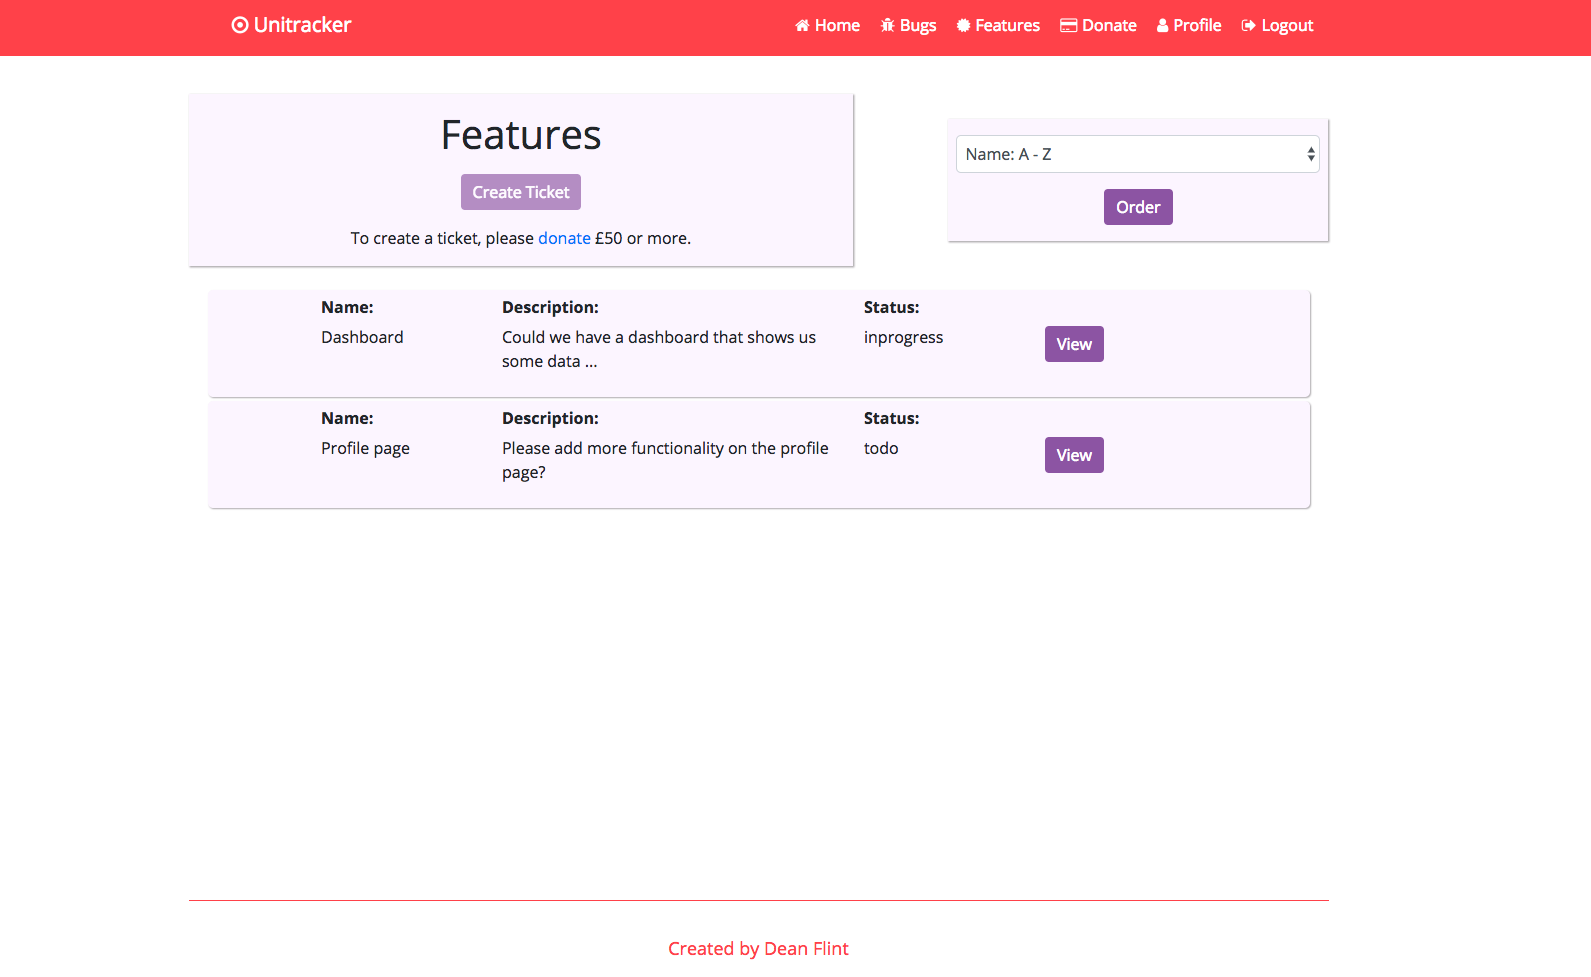 Unitracker Home Bugs Features Donate Profile Logout
Features
Create Ticket
To create a ticket, please donate £50 or more.
Name: A - Z
Order
Name: Description: Status:
Dashboard Could we have a dashboard that shows us inprogress View
some data ...
Name: Description: Status:
Profile page Please add more functionality on the profile todo View
page?
Created by Dean Flint